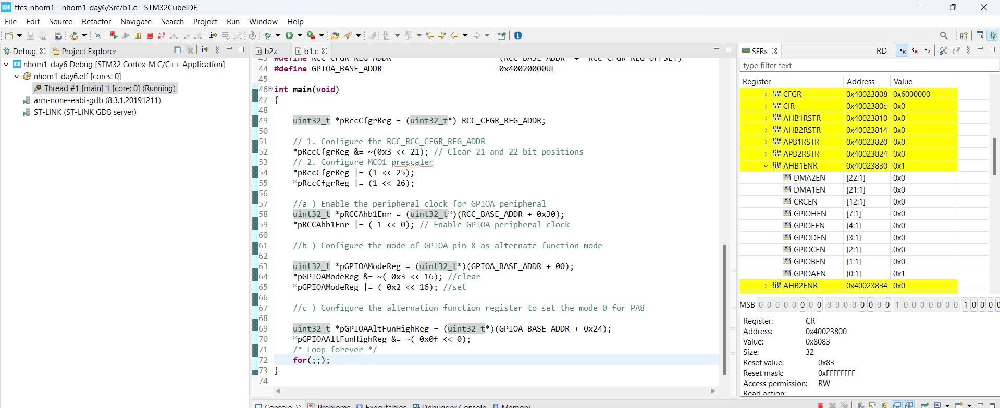 IDE ttcs_nhom1 - nhom1_day6/Src/b1.c - STM32CubeIDE
File Edit Source Refactor Navigate Search Project Run Window Help
Debug Project Explorer
nhom1_day6 Debug [STM32 Cortex-M C/C++ Application]
nhom1_day6.elf [cores: 0]
Thread #1 [main] 1 [core: 0] (Running)
arm-none-eabi-gdb (8.3.1.20191211)
ST-LINK (ST-LINK GDB server)
b2.c b1.c
43 #define RCC_CFGR_REG_ADDR (RCC_BASE_ADDR + RCC_CFGR_REG_OFFSET)
44 #define GPIOA_BASE_ADDR 0x40020000UL
45
46 int main(void)
47 {
48
49 uint32_t *pRccCfgrReg = (uint32_t*) RCC_CFGR_REG_ADDR;
50
51 // 1. Configure the RCC_RCC_CFGR_REG_ADDR
52 *pRccCfgrReg &= ~(0x3 << 21); // Clear 21 and 22 bit positions
53 // 2. Configure MCO1 prescaler
54 *pRccCfgrReg |= (1 << 25);
55 *pRccCfgrReg |= (1 << 26);
56
57 //a ) Enable the peripheral clock for GPIOA peripheral
58 uint32_t *pRCCAhb1Enr = (uint32_t*)(RCC_BASE_ADDR + 0x30);
59 *pRCCAhb1Enr |= ( 1 << 0); // Enable GPIOA peripheral clock
60
61 //b ) Configure the mode of GPIOA pin 8 as alternate function mode
62
63 uint32_t *pGPIOAModeReg = (uint32_t*)(GPIOA_BASE_ADDR + 00);
64 *pGPIOAModeReg &= ~( 0x3 << 16); //clear
65 *pGPIOAModeReg |= ( 0x2 << 16); //set
66
67 //c ) Configure the alternation function register to set the mode 0 for PA8
68
69 uint32_t *pGPIOAAltFunHighReg = (uint32_t*)(GPIOA_BASE_ADDR + 0x24);
70 *pGPIOAAltFunHighReg &= ~( 0x0f << 0);
71 /* Loop forever */
72 for(;;);
73 }
74
Console Problems Executables Debugger Console Memory
SFRs
RD X16 X10 X2
type filter text
Register Address Value
CFGR 0x40023808 0x6000000
CIR 0x4002380c 0x0
AHB1RSTR 0x40023810 0x0
AHB2RSTR 0x40023814 0x0
APB1RSTR 0x40023820 0x0
APB2RSTR 0x40023824 0x0
AHB1ENR 0x40023830 0x1
DMA2EN [22:1] 0x0
DMA1EN [21:1] 0x0
CRCEN [12:1] 0x0
GPIOHEN [7:1] 0x0
GPIOEEN [4:1] 0x0
GPIODEN [3:1] 0x0
GPIOCEN [2:1] 0x0
GPIOBEN [1:1] 0x0
GPIOAEN [0:1] 0x1
AHB2ENR 0x40023834 0x0
MSB 0 0 0 0 0 0 0 0 0 0 0 0 0 0 0 0 1 0 0 0 0 0 0 0 1 0 0 0 0
Register: CR
Address: 0x40023800
Value: 0x8083
Size: 32
Reset value: 0x83
Reset mask: 0xFFFFFFFF
Access permission: RW
Read action: